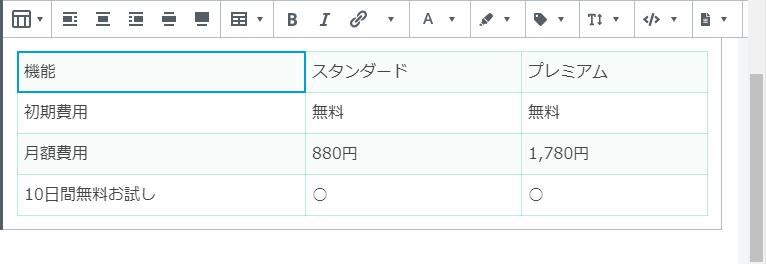 B I A T </>
機能 スタンダード プレミアム
初期費用 無料 無料
月額費用 880円 1,780円
10日間無料お試し ○ ○